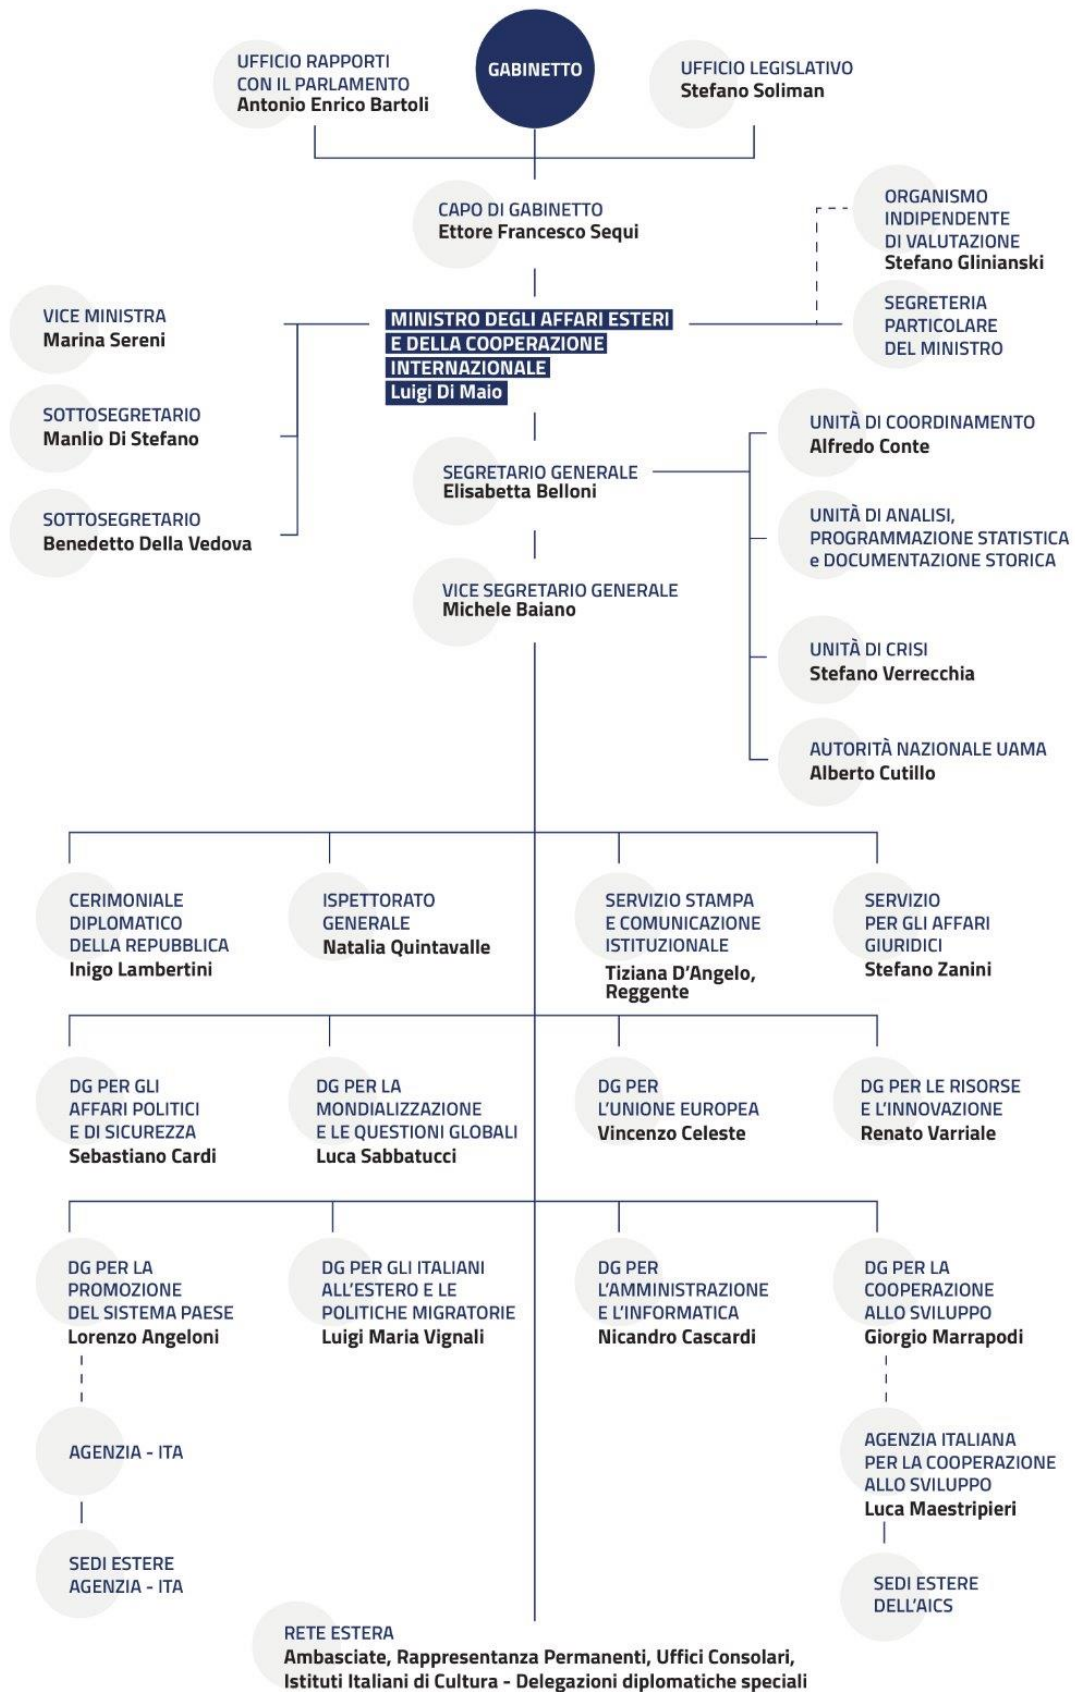 GABINETTO
UFFICIO RAPPORTI
CON IL PARLAMENTO
Antonio Enrico Bartoli
UFFICIO LEGISLATIVO
Stefano Soliman
CAPO DI GABINETTO
Ettore Francesco Sequi
ORGANISMO
INDIPENDENTE
DI VALUTAZIONE
Stefano Glinianski
VICE MINISTRA
Marina Sereni
MINISTRO DEGLI AFFARI ESTERI
E DELLA COOPERAZIONE
INTERNAZIONALE
Luigi Di Maio
SEGRETERIA
PARTICOLARE
DEL MINISTRO
SOTTOSEGRETARIO
Manlio Di Stefano
SOTTOSEGRETARIO
Benedetto Della Vedova
SEGRETARIO GENERALE
Elisabetta Belloni
UNITÀ DI COORDINAMENTO
Alfredo Conte
UNITÀ DI ANALISI,
PROGRAMMAZIONE STATISTICA
e DOCUMENTAZIONE STORICA
VICE SEGRETARIO GENERALE
Michele Baiano
UNITÀ DI CRISI
Stefano Verrecchia
AUTORITÀ NAZIONALE UAMA
Alberto Cutillo
CERIMONIALE
DIPLOMATICO
DELLA REPUBBLICA
Inigo Lambertini
ISPETTORATO
GENERALE
Natalia Quintavalle
SERVIZIO STAMPA
E COMUNICAZIONE
ISTITUZIONALE
Tiziana D'Angelo,
Reggente
SERVIZIO
PER GLI AFFARI
GIURIDICI
Stefano Zanini
DG PER GLI
AFFARI POLITICI
E DI SICUREZZA
Sebastiano Cardi
DG PER LA
MONDIALIZZAZIONE
E LE QUESTIONI GLOBALI
Luca Sabbatucci
DG PER
L'UNIONE EUROPEA
Vincenzo Celeste
DG PER LE RISORSE
E L'INNOVAZIONE
Renato Varriale
DG PER LA
PROMOZIONE
DEL SISTEMA PAESE
Lorenzo Angeloni
DG PER GLI ITALIANI
ALL'ESTERO E LE
POLITICHE MIGRATORIE
Luigi Maria Vignali
DG PER
L'AMMINISTRAZIONE
E L'INFORMATICA
Nicandro Cascardi
DG PER LA
COOPERAZIONE
ALLO SVILUPPO
Giorgio Marrapodi
AGENZIA - ITA
AGENZIA ITALIANA
PER LA COOPERAZIONE
ALLO SVILUPPO
Luca Maestripieri
SEDI ESTERE
AGENZIA - ITA
SEDI ESTERE
DELL'AICS
RETE ESTERA
Ambasciate, Rappresentanza Permanenti, Uffici Consolari,
Istituti Italiani di Cultura - Delegazioni diplomatiche speciali